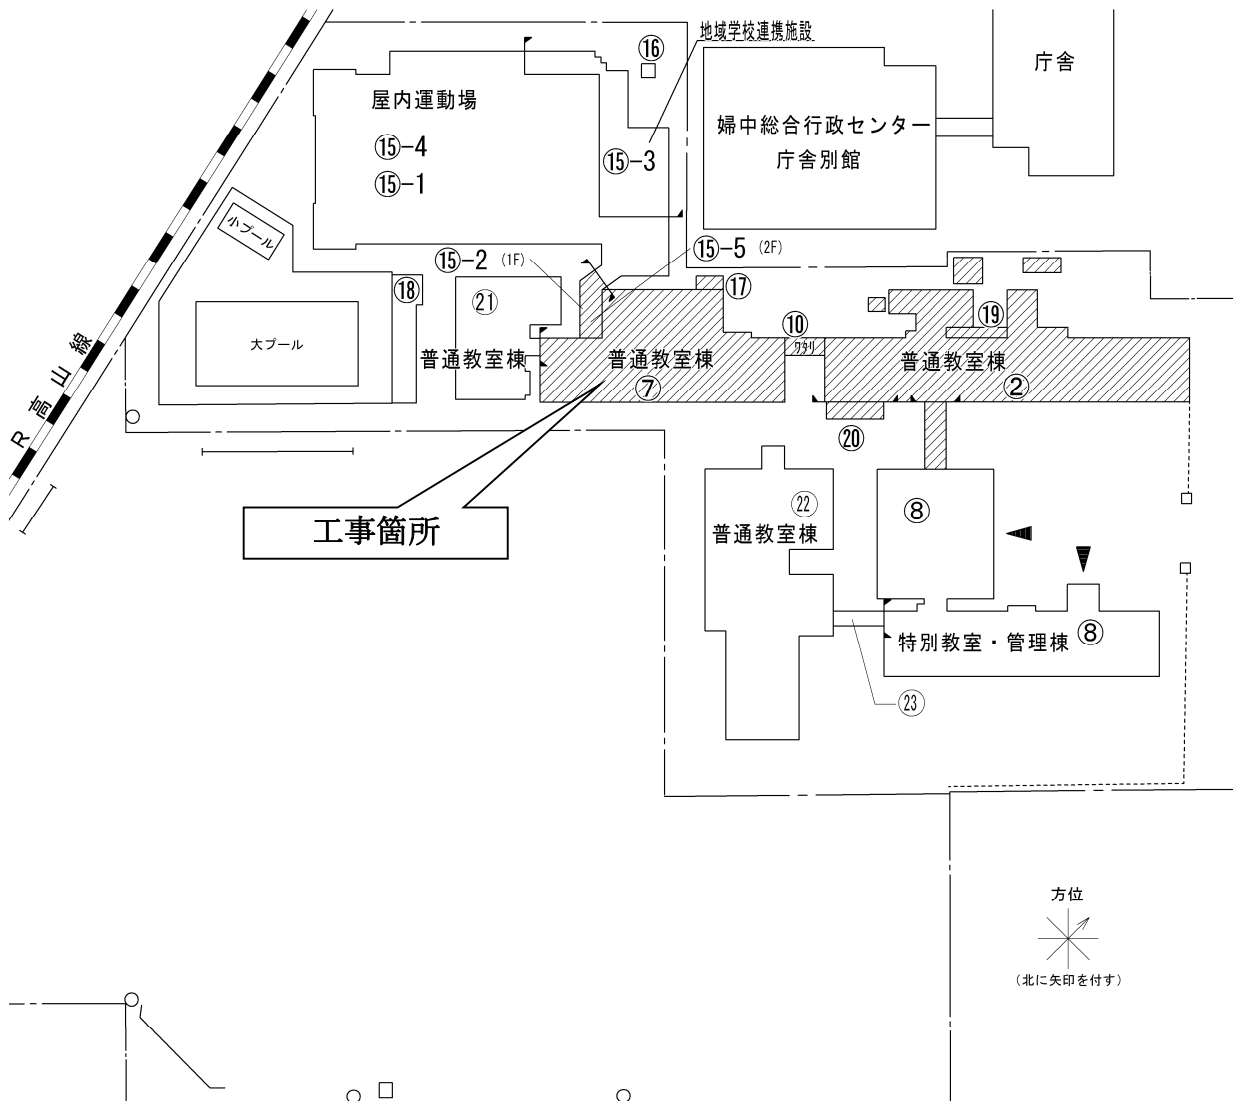 地域学校連携施設
⑯
庁舎
屋内運動場
⑮-4
⑮-1
⑮-3
婦中総合行政センター
庁舎別館
小プール
⑮-2 (1F)
⑮-5 (2F)
⑱
㉑
⑰
⑩
ワタリ
⑲
大プール
普通教室棟
普通教室棟
⑦
普通教室棟
②
R高山線
⑳
工事箇所
㉒
普通教室棟
⑧
特別教室・管理棟
⑧
㉓
方位
(北に矢印を付す)